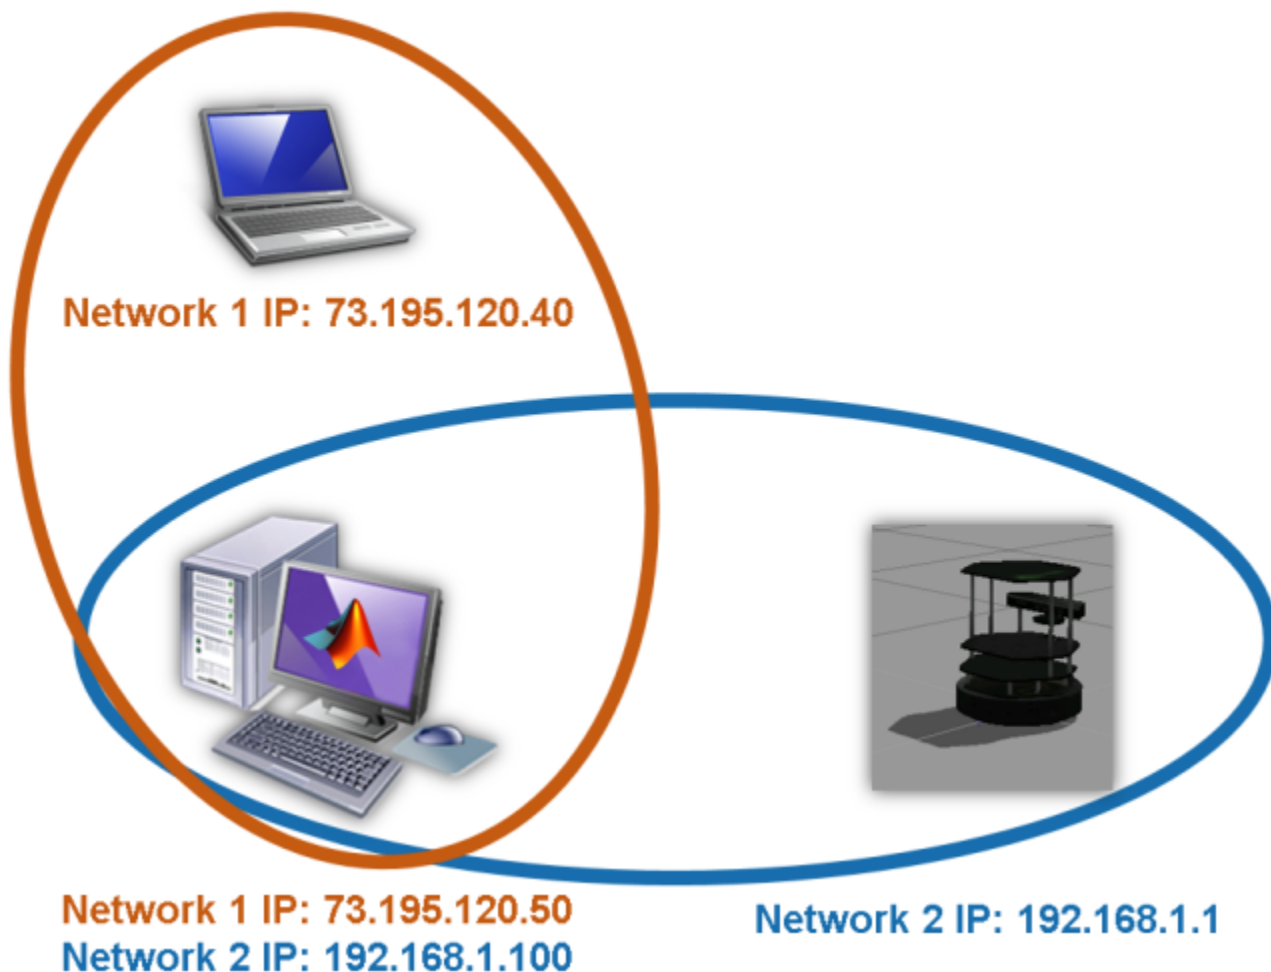 Network 1 IP: 73.195.120.40
Network 1 IP: 73.195.120.50
Network 2 IP: 192.168.1.100
Network 2 IP: 192.168.1.1